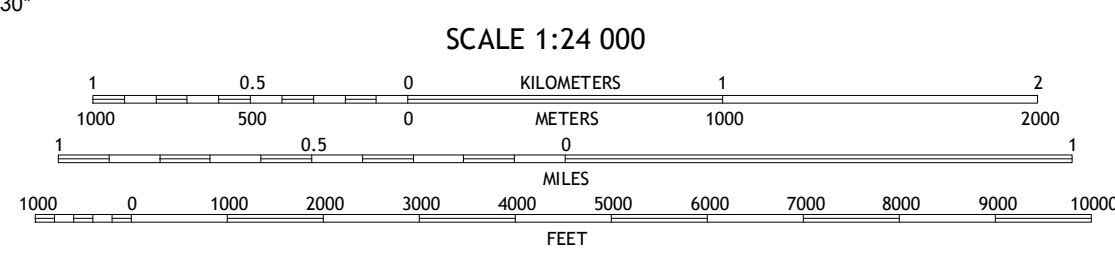 30"
SCALE 1:24 000
1 0.5 0 KILOMETERS 1 2
1000 500 0 METERS 1000 2000
1 0.5 0 1
MILES
1000 0 1000 2000 3000 4000 5000 6000 7000 8000 9000 10000
FEET